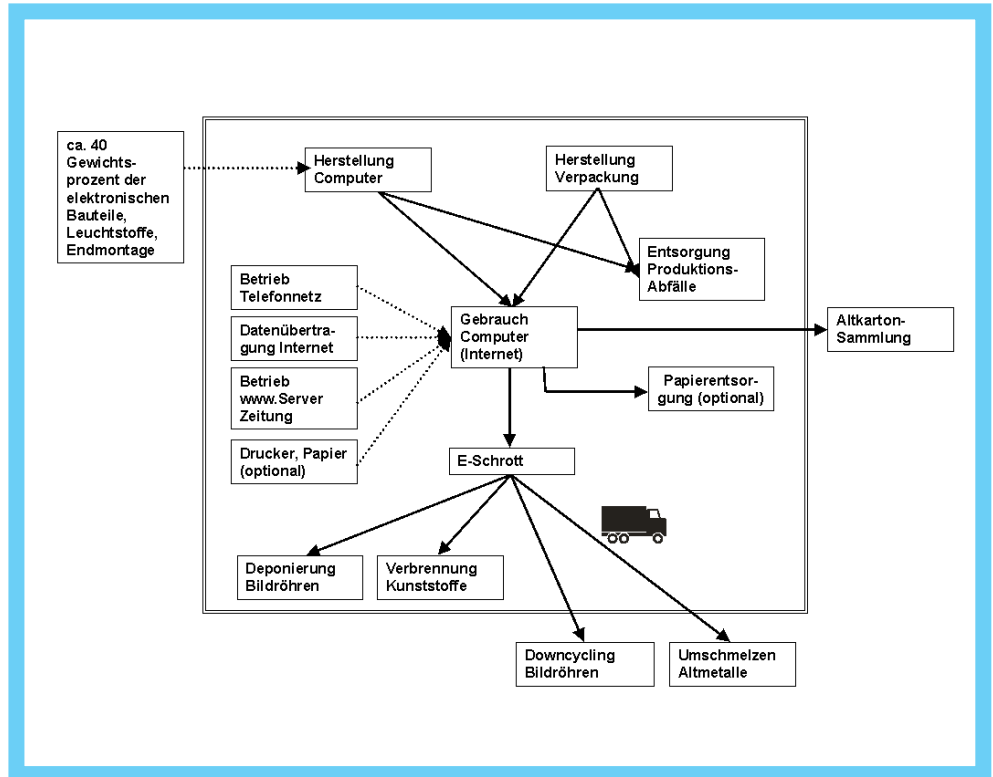 ca. 40
Gewichts-
prozent der
elektronischen
Bauteile,
Leuchtstoffe,
Endmontage
Herstellung
Computer
Herstellung
Verpackung
Entsorgung
Produktions-
Abfälle
Betrieb
Telefonnetz
Datenübertra-
gung Internet
Betrieb
www.Server
Zeitung
Drucker, Papier
(optional)
Gebrauch
Computer
(Internet)
Altkarton-
Sammlung
Papierentsor-
gung (optional)
E-Schrott
Deponierung
Bildröhren
Verbrennung
Kunststoffe
Downcycling
Bildröhren
Umschmelzen
Altmetalle